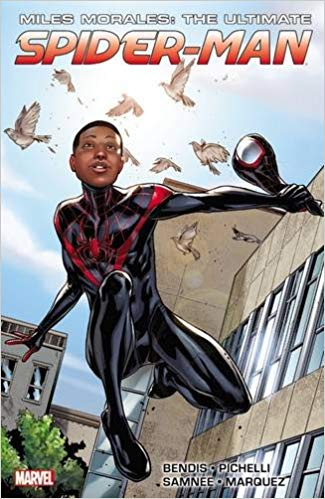 MILES MORALES: THE ULTIMATE
SPIDER-MAN
BENDIS • PICHELLI
SAMNEE • MARQUEZ
MARVEL